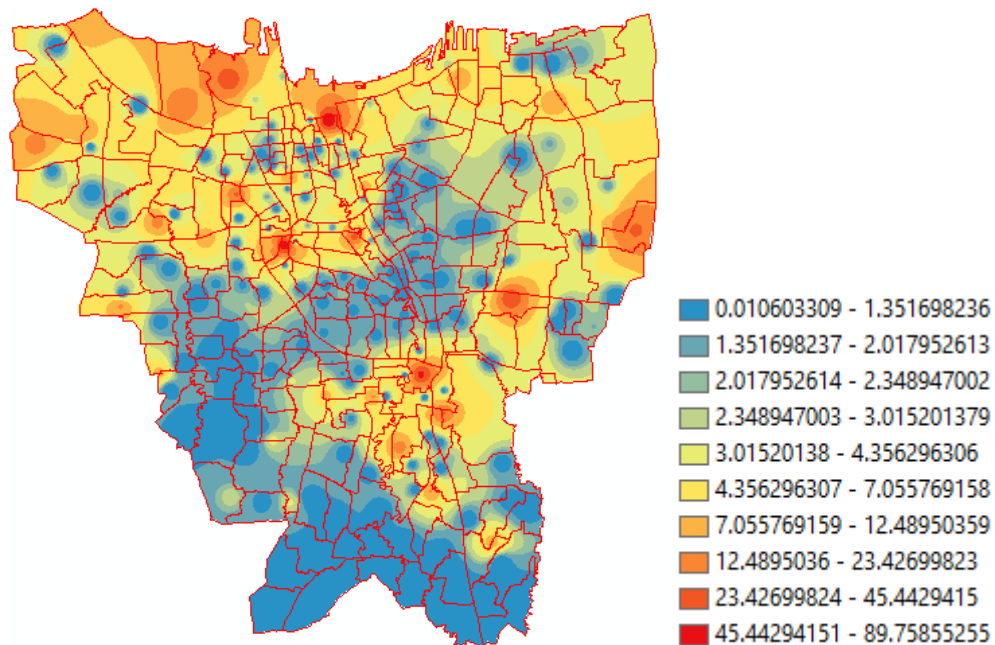 0.010603309 - 1.351698236
1.351698237 - 2.017952613
2.017952614 - 2.348947002
2.348947003 - 3.015201379
3.01520138 - 4.356296306
4.356296307 - 7.055769158
7.055769159 - 12.48950359
12.4895036 - 23.42699823
23.42699824 - 45.4429415
45.44294151 - 89.75855255